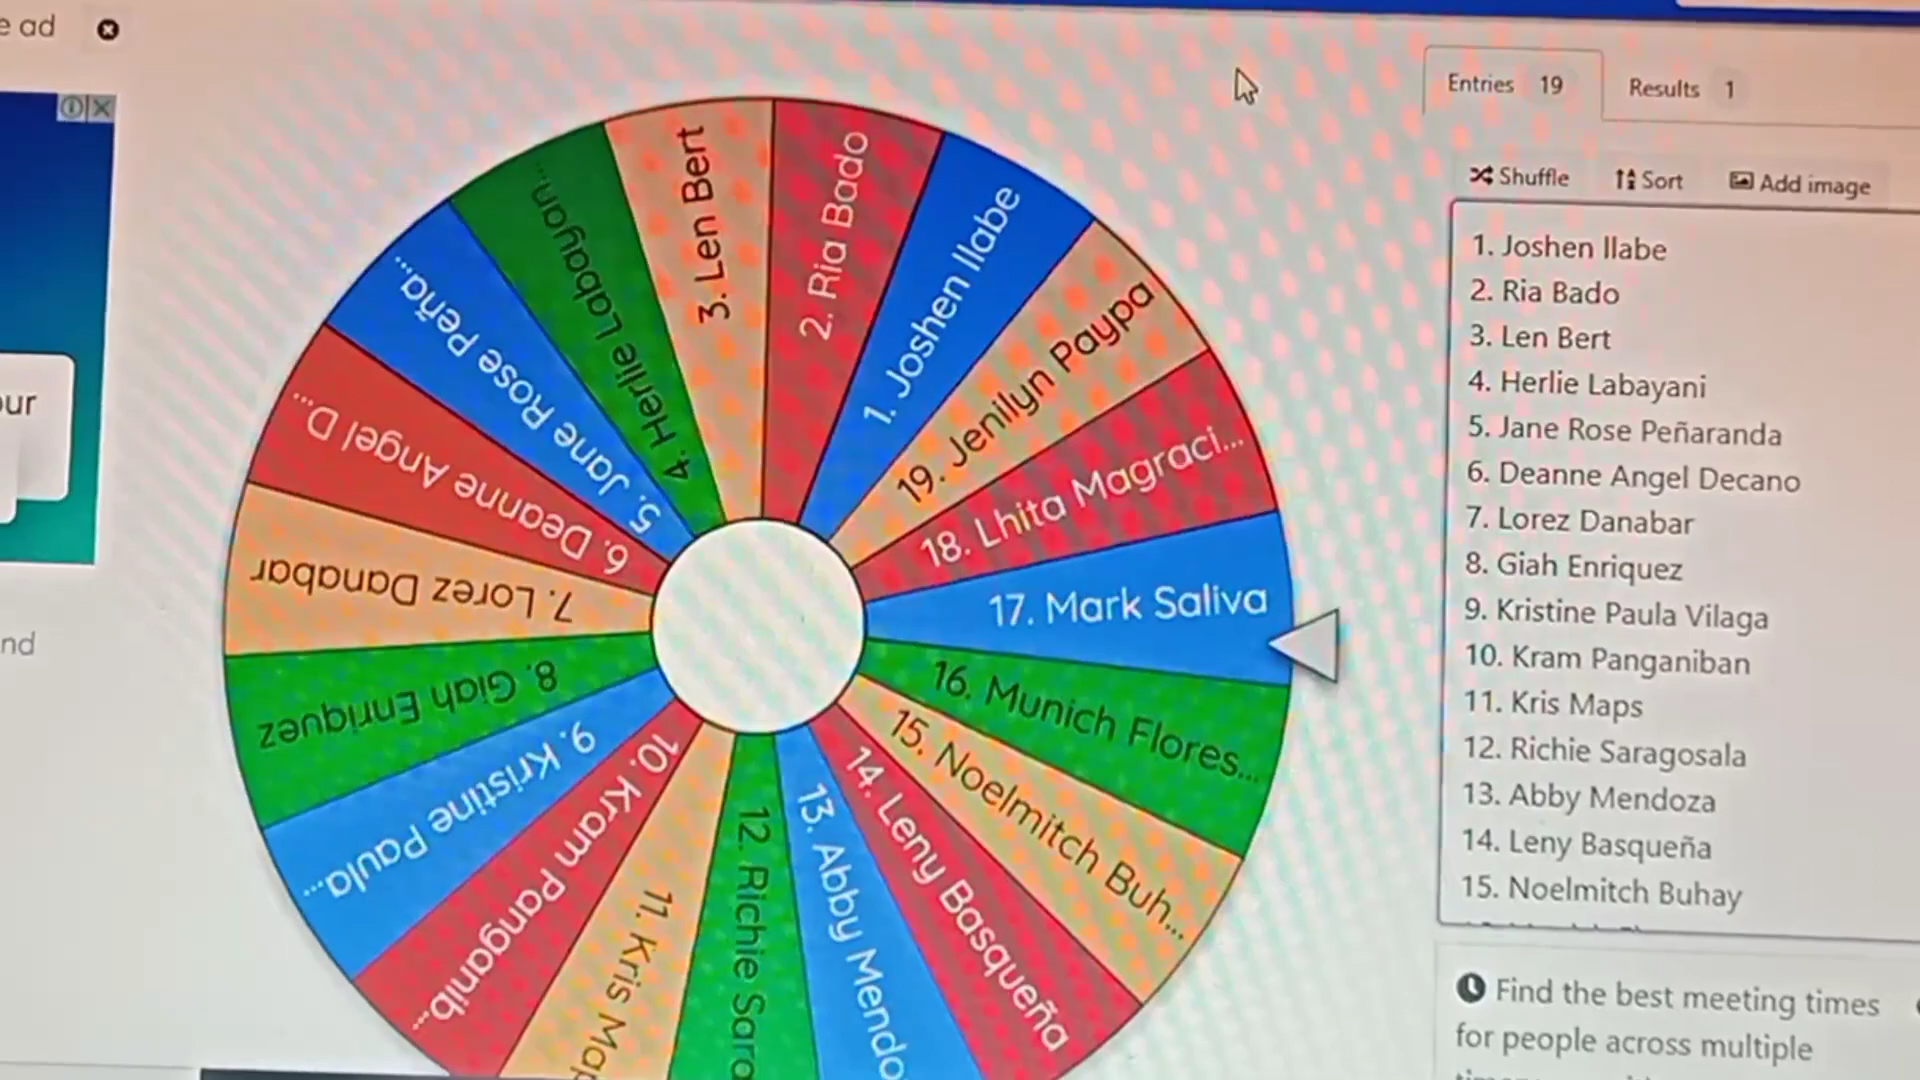 e ad
our
nd
3. Len Bert
2. Ria Bado
1. Joshen Ilabe
19. Jenilyn Paypa
18. Lhita Magraci...
17. Mark Saliva
16. Munich Flores...
15. Noelmitch Buh...
14. Leny Basqueña
13. Abby Mendo
12. Richie Sara
11. Kris Map
10. Kram Panganib...
9. Kristine Paula...
8. Giah Enriquez
7. Lorez Danabar
6. Deanne Angel D...
5. Jane Rose Peña...
4. Herlie Labayan...
Entries 19
Results 1
Shuffle Sort Add image
1. Joshen Ilabe
2. Ria Bado
3. Len Bert
4. Herlie Labayani
5. Jane Rose Peñaranda
6. Deanne Angel Decano
7. Lorez Danabar
8. Giah Enriquez
9. Kristine Paula Vilaga
10. Kram Panganiban
11. Kris Maps
12. Richie Saragosala
13. Abby Mendoza
14. Leny Basqueña
15. Noelmitch Buhay
Find the best meeting times
for people across multiple